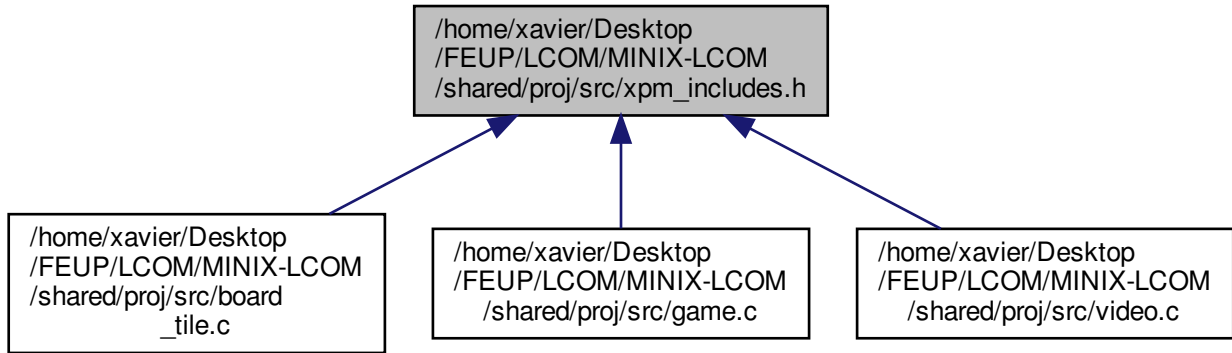 /home/xavier/Desktop
/FEUP/LCOM/MINIX-LCOM
/shared/proj/src/xpm_includes.h
/home/xavier/Desktop
/FEUP/LCOM/MINIX-LCOM
/shared/proj/src/board
_tile.c
/home/xavier/Desktop
/FEUP/LCOM/MINIX-LCOM
/shared/proj/src/game.c
/home/xavier/Desktop
/FEUP/LCOM/MINIX-LCOM
/shared/proj/src/video.c